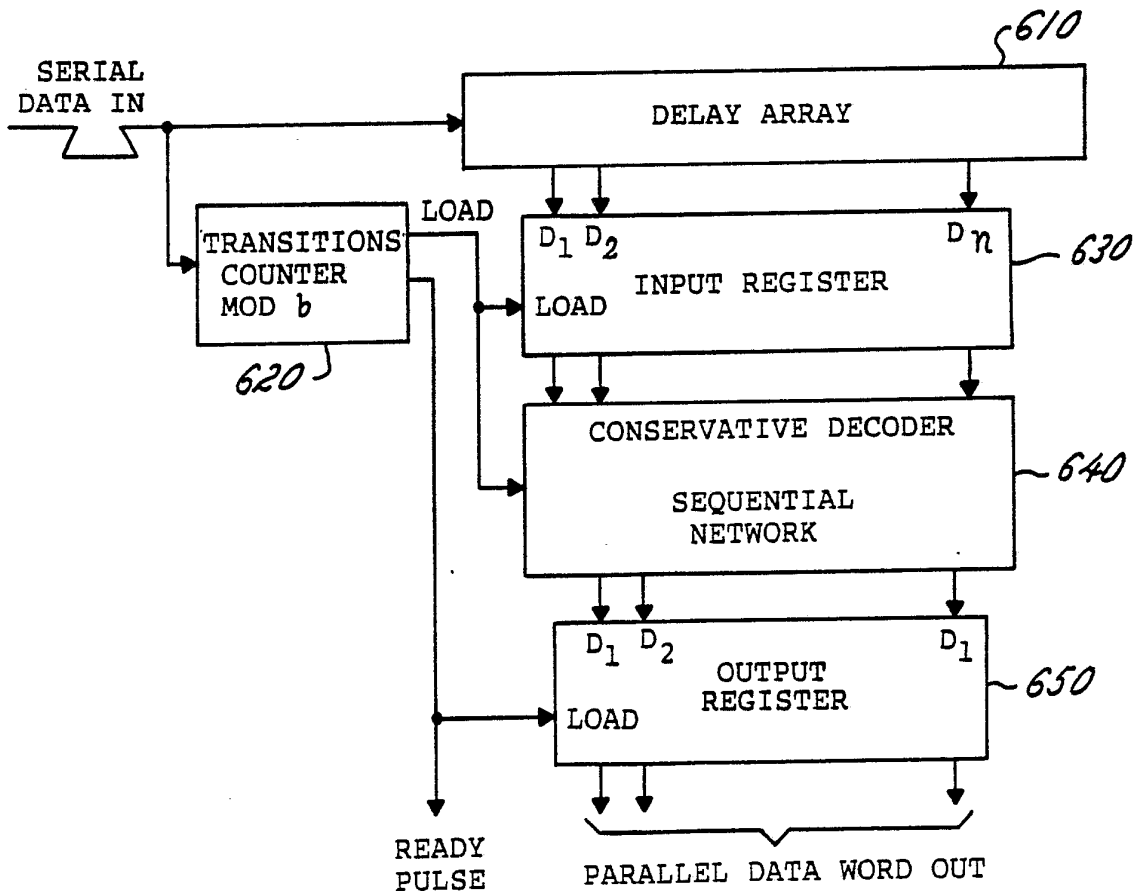 610
SERIAL
DATA IN
DELAY ARRAY
LOAD
TRANSITIONS
COUNTER
MOD b
620
D1 D2 Dn
630
INPUT REGISTER
LOAD
CONSERVATIVE DECODER
640
SEQUENTIAL
NETWORK
D1 D2 D1
OUTPUT
REGISTER
650
LOAD
READY
PULSE
PARALLEL DATA WORD OUT